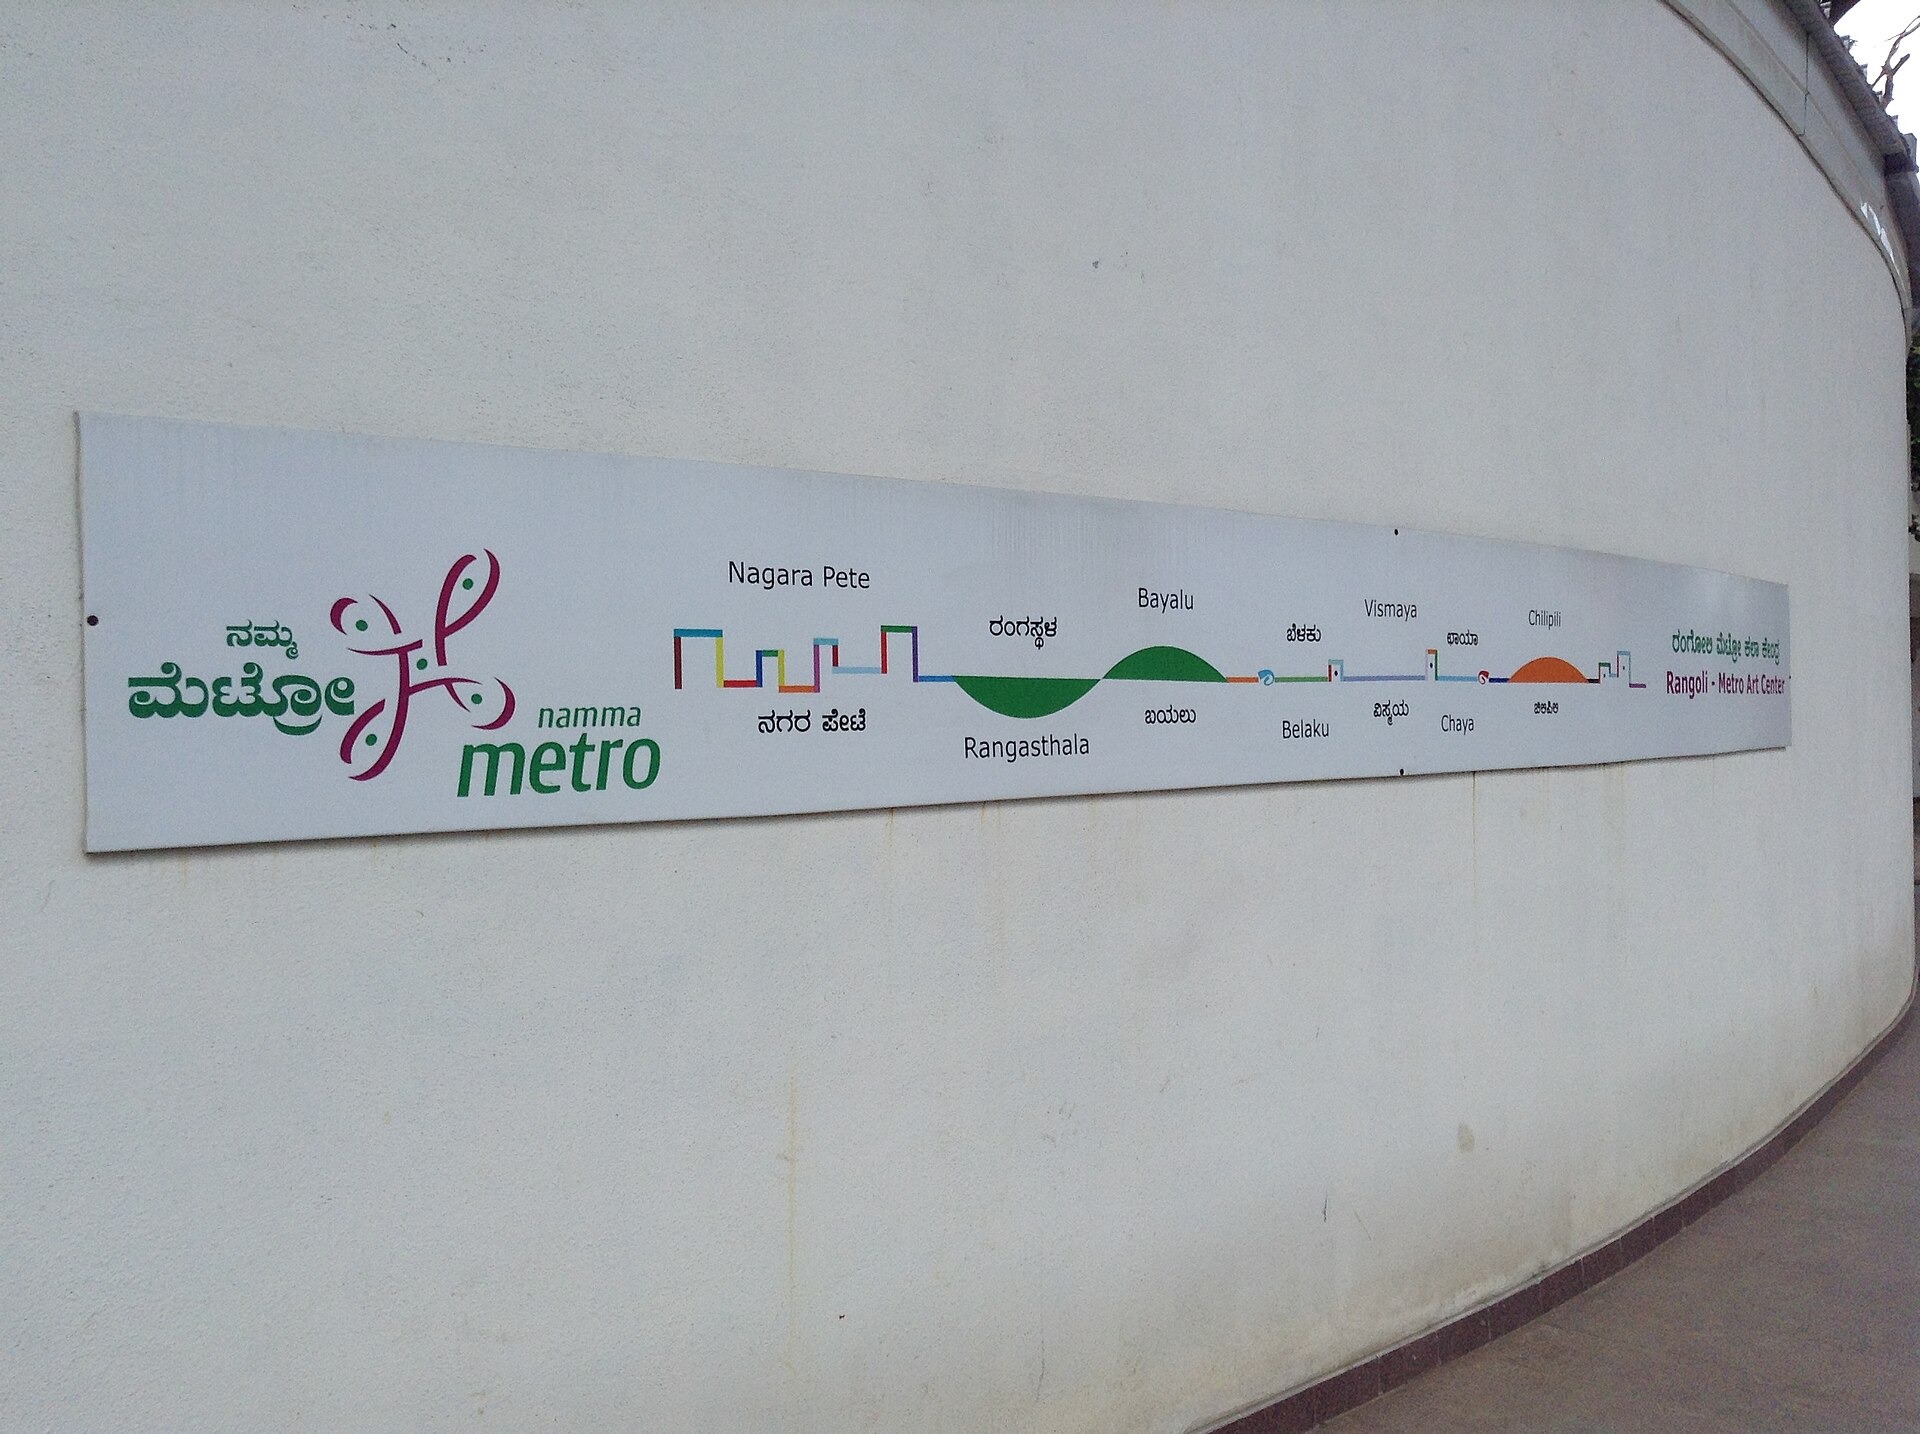 ನಮ್ಮ
ಮೆಟ್ರೋ
namma
metro
Nagara Pete
ನಗರ ಪೇಟೆ
ರಂಗಸ್ಥಳ
Rangasthala
Bayalu
ಬಯಲು
ಬೆಳಕು
Belaku
Vismaya
ವಿಸ್ಮಯ
ಛಾಯಾ
Chaya
Chilipili
ಚಿಲಿಪಿಲಿ
ರಂಗೋಲಿ ಮೆಟ್ರೋ ಕಲಾ ಕೇಂದ್ರ
Rangoli - Metro Art Center